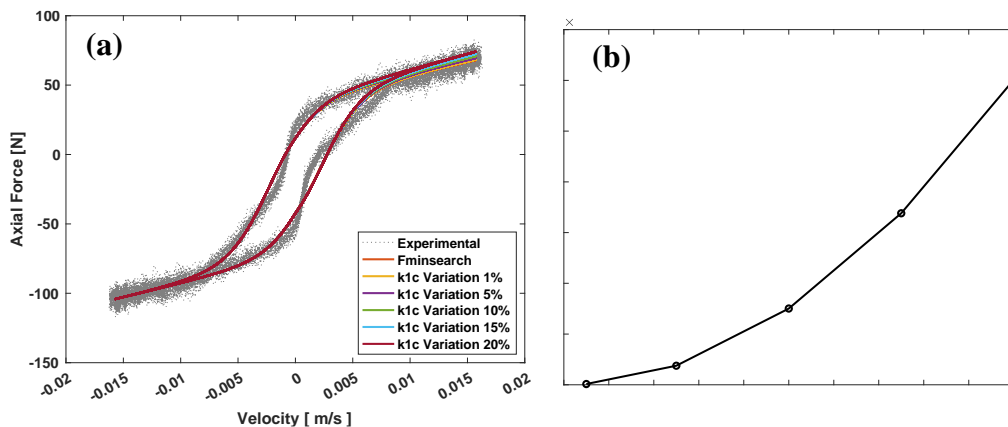 (a)
100
50
0
-50
-100
-150
Axial Force [N]
-0.02
-0.015
-0.01
-0.005
0
0.005
0.01
0.015
0.02
Velocity [ m/s ]
Experimental
Fminsearch
k1c Variation 1%
k1c Variation 5%
k1c Variation 10%
k1c Variation 15%
k1c Variation 20%
×
(b)